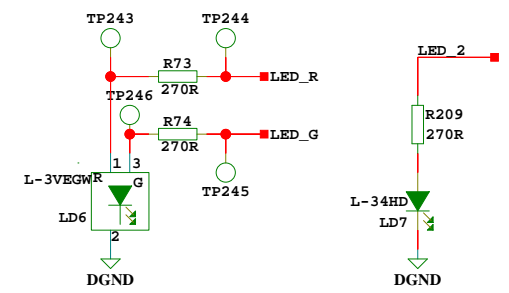 TP243
TP244
LED_2
R73
270R
LED_R
TP246
R74
270R
LED_G
R209
270R
1 3
L-3VEGW
R
G
TP245
LD6
2
L-34HD
LD7
DGND
DGND